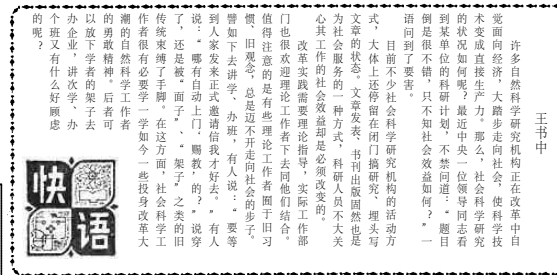 王书中
许多自然科学研究机构正在改革中自
觉面向经济，大踏步走向社会，使科学技
术变成直接生产力。那么，社会科学研究
的状况如何呢？最近中央一位领导同志看
到某单位的科研计划，不禁问道：“题目
倒是很不错，只不知社会效益如何？”一
语问到了要害。
目前不少社会科学研究机构的活动方
式，大体上还停留在闭门搞研究、埋头写
文章的状态。文章发表、书刊出版固然也是
为社会服务的一种方式，科研人员不大关
心其工作的社会效益却是必须改变的。
改革实践需要理论指导，实际工作部
门也很欢迎理论工作者下去同他们结合。
值得注意的是有些理论工作者囿于旧习
惯、旧观念，总是迈不开走向社会的步子。
譬如下去讲学、办班，有人说：“要等
到人家发来正式邀请信我才好去。”有人
说：“哪有自动上门‘赐教’的？”说穿
了，还是被“面子”、“架子”之类的旧
传统束缚了手脚。在这方面，社会科学工
作者很有必要学一学如今一些投身改革大
潮的自然科学工作者
的勇敢精神。后者可
以放下学者的架子去
办企业，讲次学、办
个班又有什么好顾虑
的呢？
快语